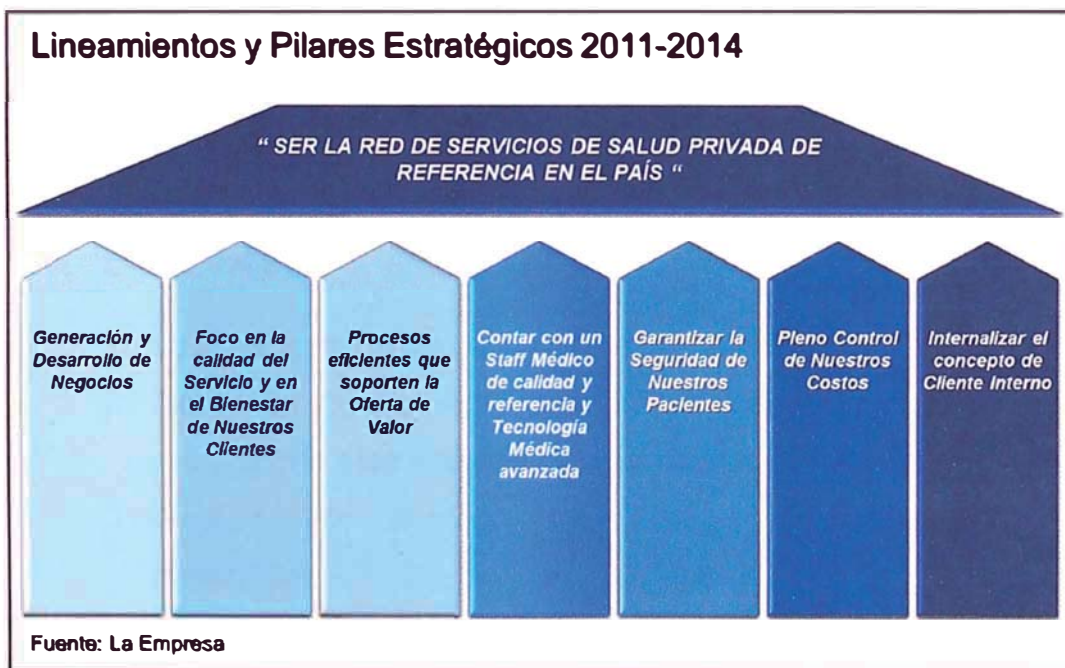 Lineamientos y Pilares Estratégicos 2011-2014
“ SER LA RED DE SERVICIOS DE SALUD PRIVADA DE
REFERENCIA EN EL PAÍS “
Generación y
Desarrollo de
Negocios
Foco en la
calidad del
Servicio y en
el Bienestar
de Nuestros
Clientes
Procesos
eficientes que
soporten la
Oferta de
Valor
Contar con un
Staff Médico
de calidad y
referencia y
Tecnología
Médica
avanzada
Garantizar la
Seguridad de
Nuestros
Pacientes
Pleno Control
de Nuestros
Costos
Internalizar el
concepto de
Cliente Interno
Fuente: La Empresa